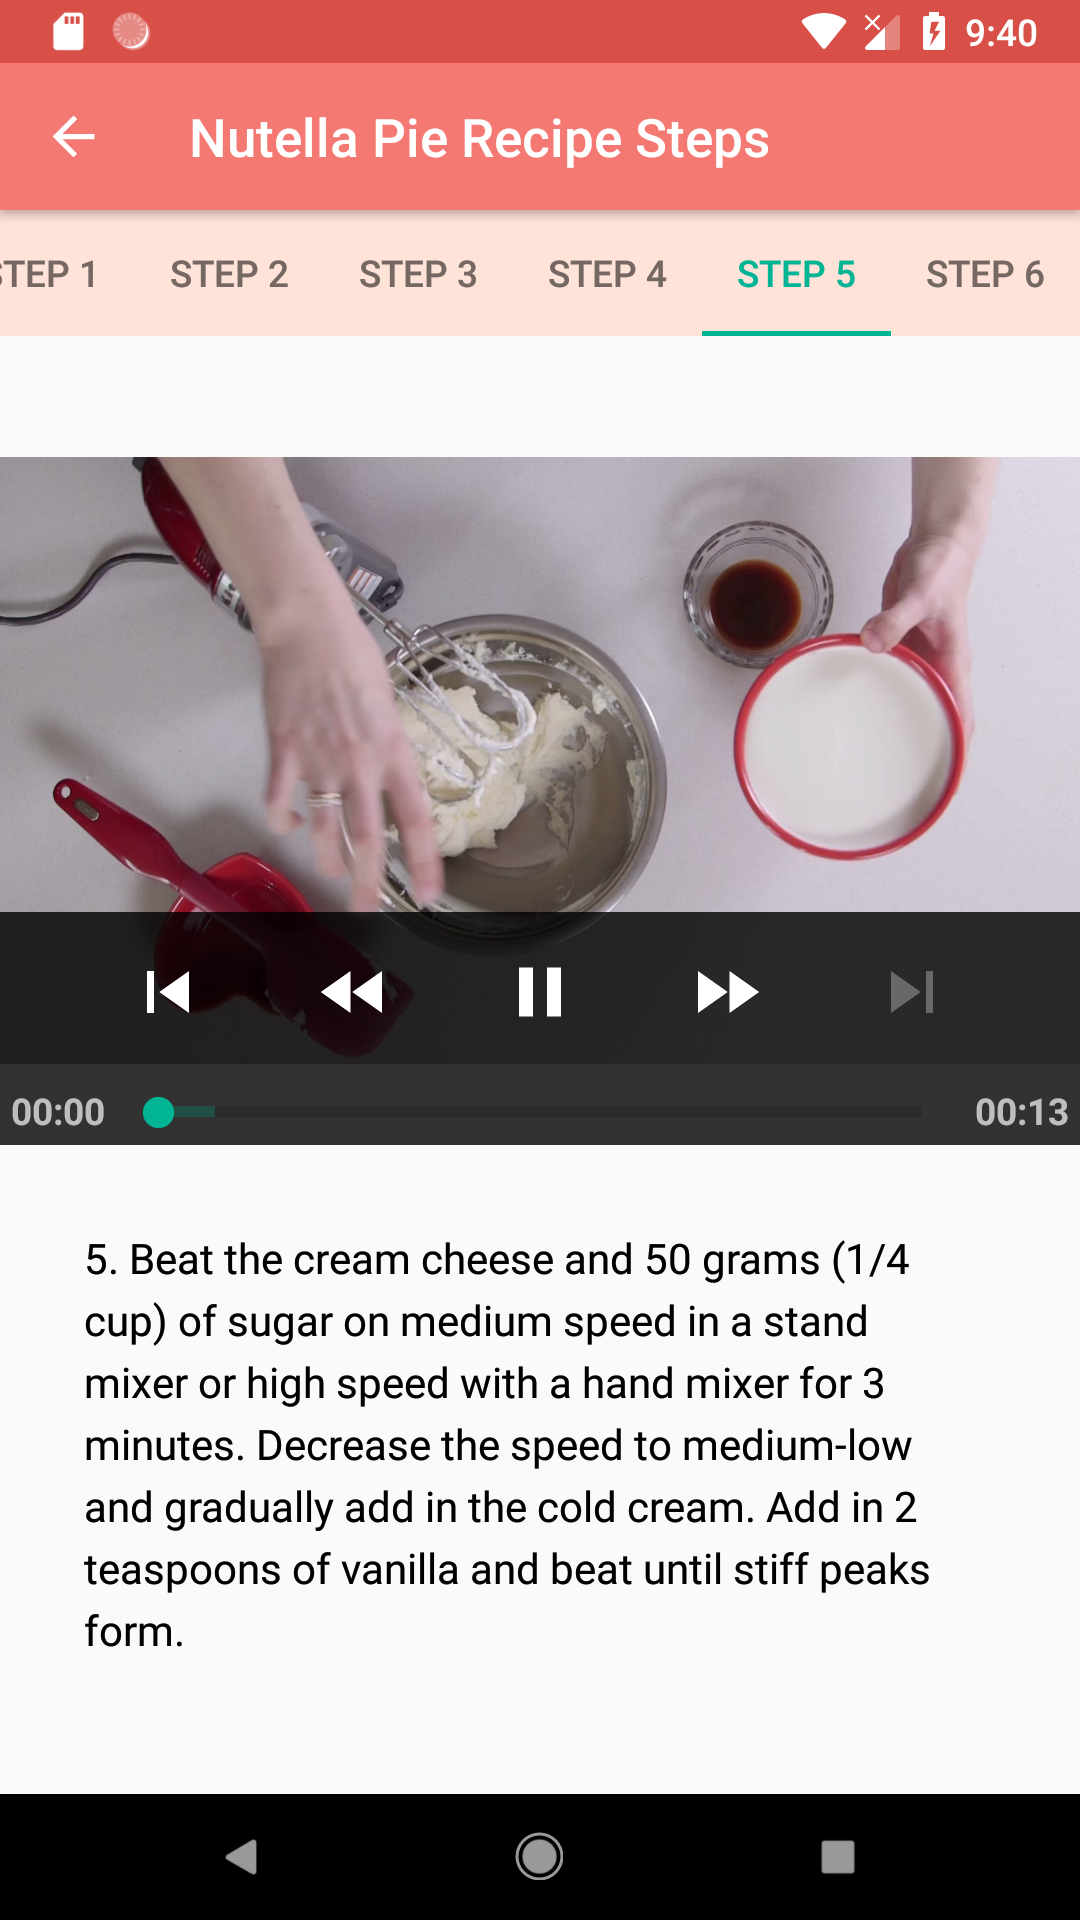 9:40
Nutella Pie Recipe Steps
STEP 1 STEP 2 STEP 3 STEP 4 STEP 5 STEP 6
00:00 00:13
5. Beat the cream cheese and 50 grams (1/4
cup) of sugar on medium speed in a stand
mixer or high speed with a hand mixer for 3
minutes. Decrease the speed to medium-low
and gradually add in the cold cream. Add in 2
teaspoons of vanilla and beat until stiff peaks
form.